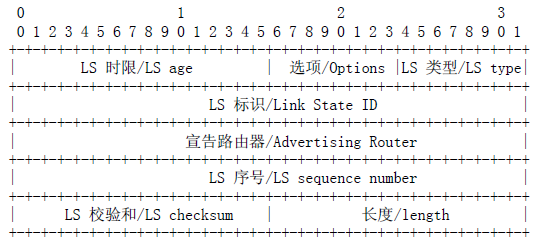 0                   1                   2                   3
0 1 2 3 4 5 6 7 8 9 0 1 2 3 4 5 6 7 8 9 0 1 2 3 4 5 6 7 8 9 0 1
+-+-+-+-+-+-+-+-+-+-+-+-+-+-+-+-+-+-+-+-+-+-+-+-+-+-+-+-+-+-+-+-+
| LS 时限/LS age | 选项/Options |LS 类型/LS type|
+-+-+-+-+-+-+-+-+-+-+-+-+-+-+-+-+-+-+-+-+-+-+-+-+-+-+-+-+-+-+-+-+
| LS 标识/Link State ID |
+-+-+-+-+-+-+-+-+-+-+-+-+-+-+-+-+-+-+-+-+-+-+-+-+-+-+-+-+-+-+-+-+
| 宣告路由器/Advertising Router |
+-+-+-+-+-+-+-+-+-+-+-+-+-+-+-+-+-+-+-+-+-+-+-+-+-+-+-+-+-+-+-+-+
| LS 序号/LS sequence number |
+-+-+-+-+-+-+-+-+-+-+-+-+-+-+-+-+-+-+-+-+-+-+-+-+-+-+-+-+-+-+-+-+
| LS 校验和/LS checksum | 长度/length |
+-+-+-+-+-+-+-+-+-+-+-+-+-+-+-+-+-+-+-+-+-+-+-+-+-+-+-+-+-+-+-+-+